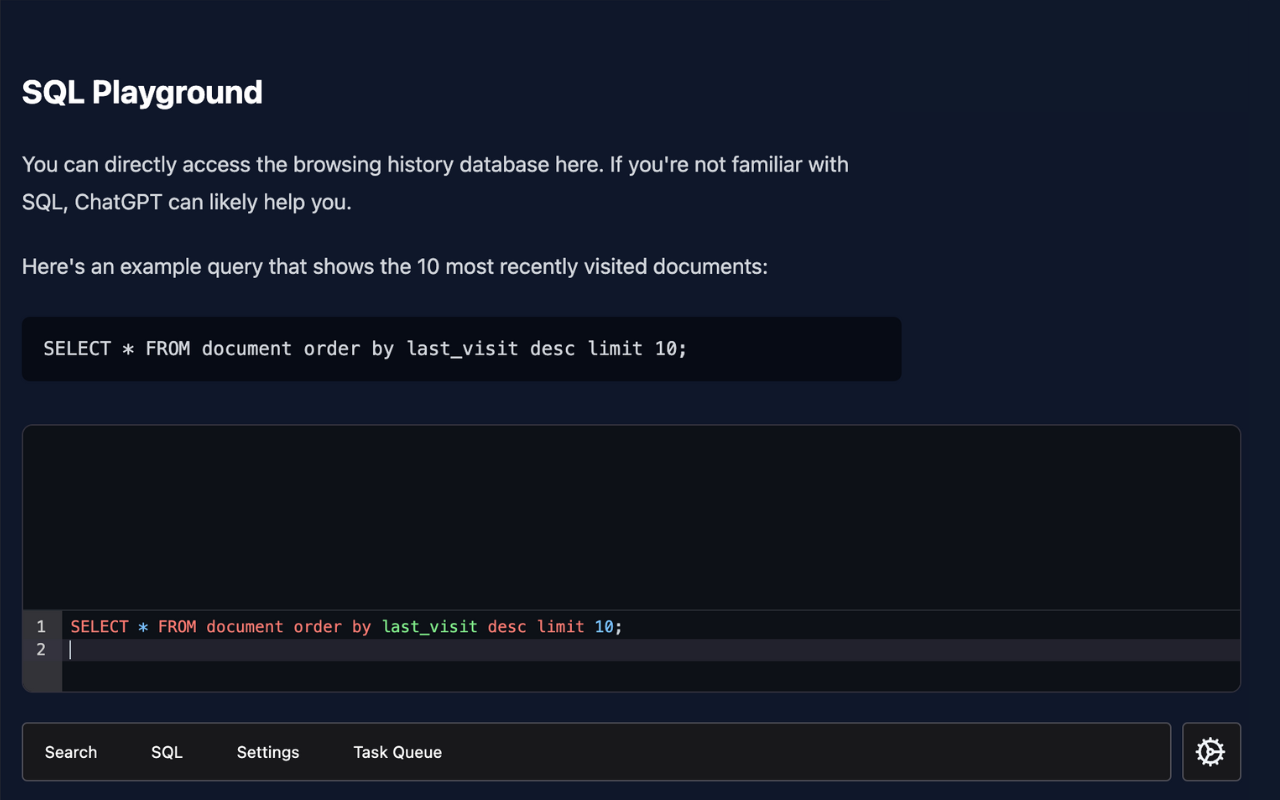 SQL Playground
You can directly access the browsing history database here. If you're not familiar with
SQL, ChatGPT can likely help you.
Here's an example query that shows the 10 most recently visited documents:
SELECT * FROM document order by last_visit desc limit 10;
1 SELECT * FROM document order by last_visit desc limit 10;
2
Search SQL Settings Task Queue